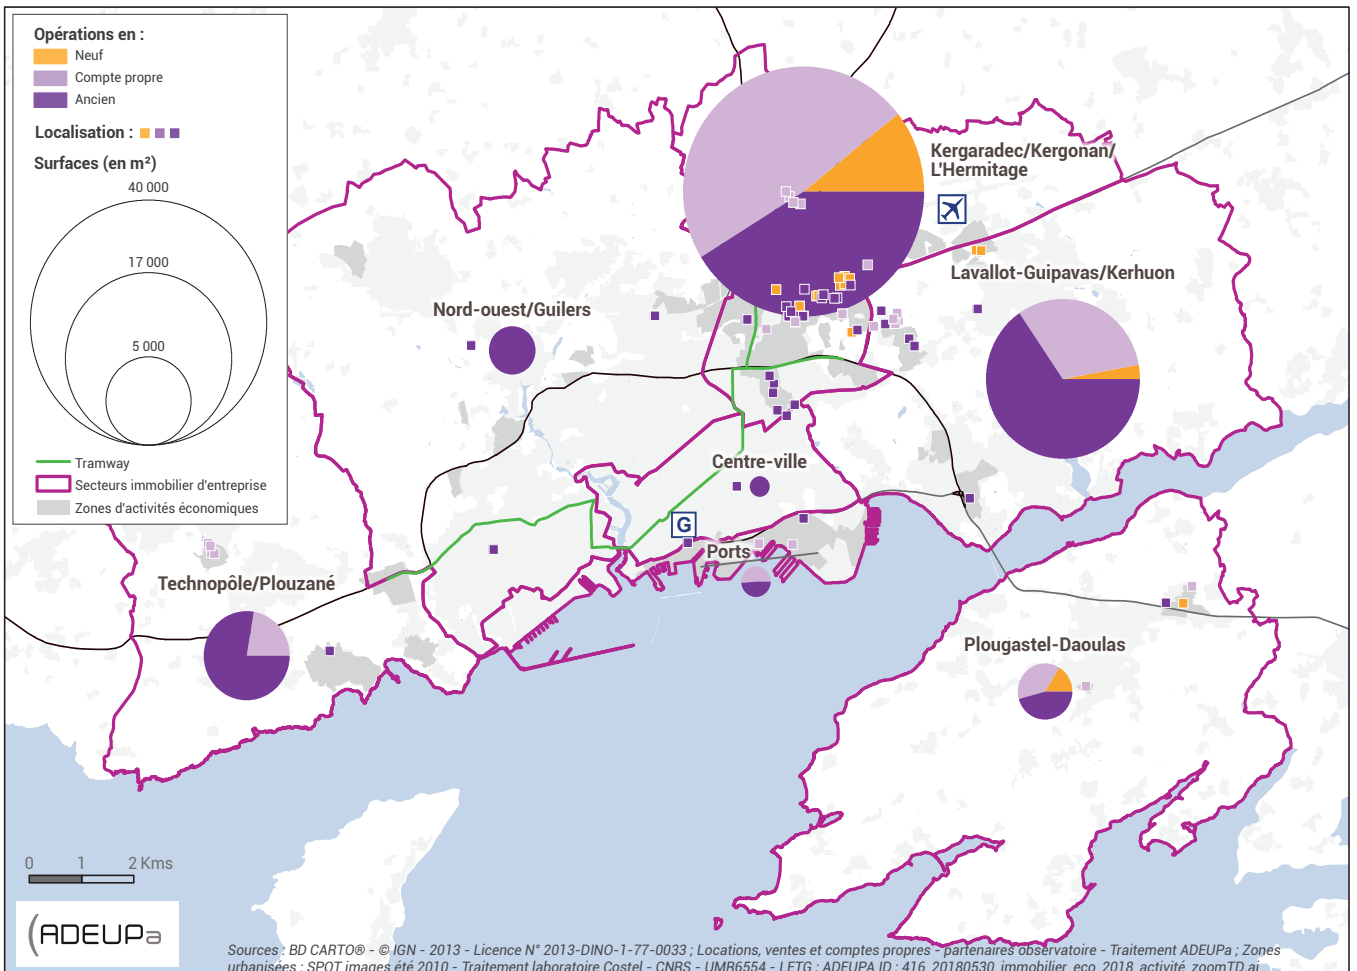 Opérations en :
Neuf
Compte propre
Ancien
Localisation :
Surfaces (en m²)
40 000
17 000
5 000
Tramway
Secteurs immobilier d'entreprise
Zones d'activités économiques
Kergaradec/Kergonan/
L'Hermitage
Lavallot-Guipavas/Kerhuon
Nord-ouest/Guilers
Centre-ville
G
Ports
Technopôle/Plouzané
Plougastel-Daoulas
0 1 2 Kms
ADEUPa
Sources : BD CARTO® - © IGN - 2013 - Licence N° 2013-DINO-1-77-0033 ; Locations, ventes et comptes propres - partenaires observatoire - Traitement ADEUPa ; Zones
urbanisées : SPOT images été 2010 - Traitement laboratoire Costel - CNRS - UMR6554 - LETG ; ADEUPA ID : 416_20180530_immobilier_eco_2018_activité_zoomTD.ai